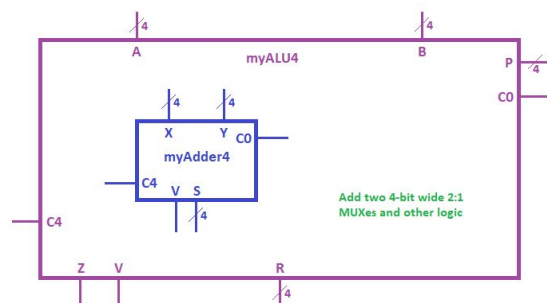 4
4
A
myALU4
B
P
4
C0
4
4
X
Y
C0
myAdder4
C4
V
S
4
Add two 4-bit wide 2:1
MUXes and other logic
C4
Z
V
R
4